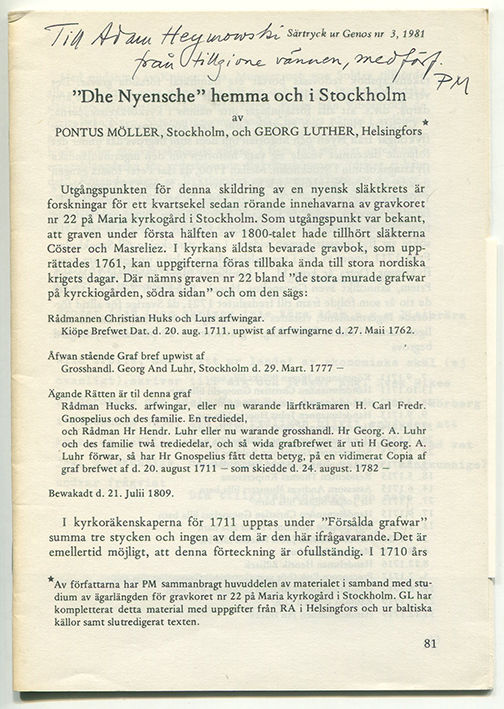 Till Adam Heymowski Särtryck ur Genos nr 3, 1981
från tillgivne vännen, medförf.
PM
"Dhe Nyensche" hemma och i Stockholm
av
PONTUS MÖLLER, Stockholm, och GEORG LUTHER, Helsingfors*
Utgångspunkten för denna skildring av en nyensk släktkrets är
forskningar för ett kvartsekel sedan rörande innehavarna av gravkoret
nr 22 på Maria kyrkogård i Stockholm. Som utgångspunkt var bekant,
att graven under första hälften av 1800-talet hade tillhört släkterna
Cöster och Masreliez. I kyrkans äldsta bevarade gravbok, som upp-
rättades 1761, kan uppgifterna föras tillbaka ända till stora nordiska
krigets dagar. Där nämns graven nr 22 bland "de stora murade grafwar
på kyrckiogården, södra sidan" och om den sägs:
Rådmannen Christian Huks och Lurs arfwingar.
Kiöpe Brefwet Dat. d. 20. aug. 1711. upwist af arfwingarne d. 27. Maii 1762.
Åfwan stående Graf bref upwist af
Grosshandl. Georg And Luhr, Stockholm d. 29. Mart. 1777 —
Ägande Rätten är til denna graf
Rådman Hucks. arfwingar, eller nu warande lärftkrämaren H. Carl Fredr.
Gnospelius och des familie. En trediedel,
och Rådman Hr Hendr. Luhr eller nu warande grosshandl. Hr Georg. A. Luhr
och des familie två trediedelar, och så wida grafbrefwet är uti H Georg. A.
Luhr förwar, så har Hr Gnospelius fått detta betyg, på en vidimerat Copia af
graf brefwet af d. 20. august 1711 — som skiedde d. 24. august. 1782 —
Bewakadt d. 21. Julii 1809.
I kyrkoräkenskaperna för 1711 upptas under "Försålda grafwar"
summa tre stycken och ingen av dem är den här ifrågavarande. Det är
emellertid möjligt, att denna förteckning är ofullständig. I 1710 års
*Av författarna har PM sammanbragt huvuddelen av materialet i samband med stu-
dium av ägarlängden för gravkoret nr 22 på Maria kyrkogård i Stockholm. GL har
kompletterat detta material med uppgifter från RA i Helsingfors och ur baltiska
källor samt slutredigerat texten.
81